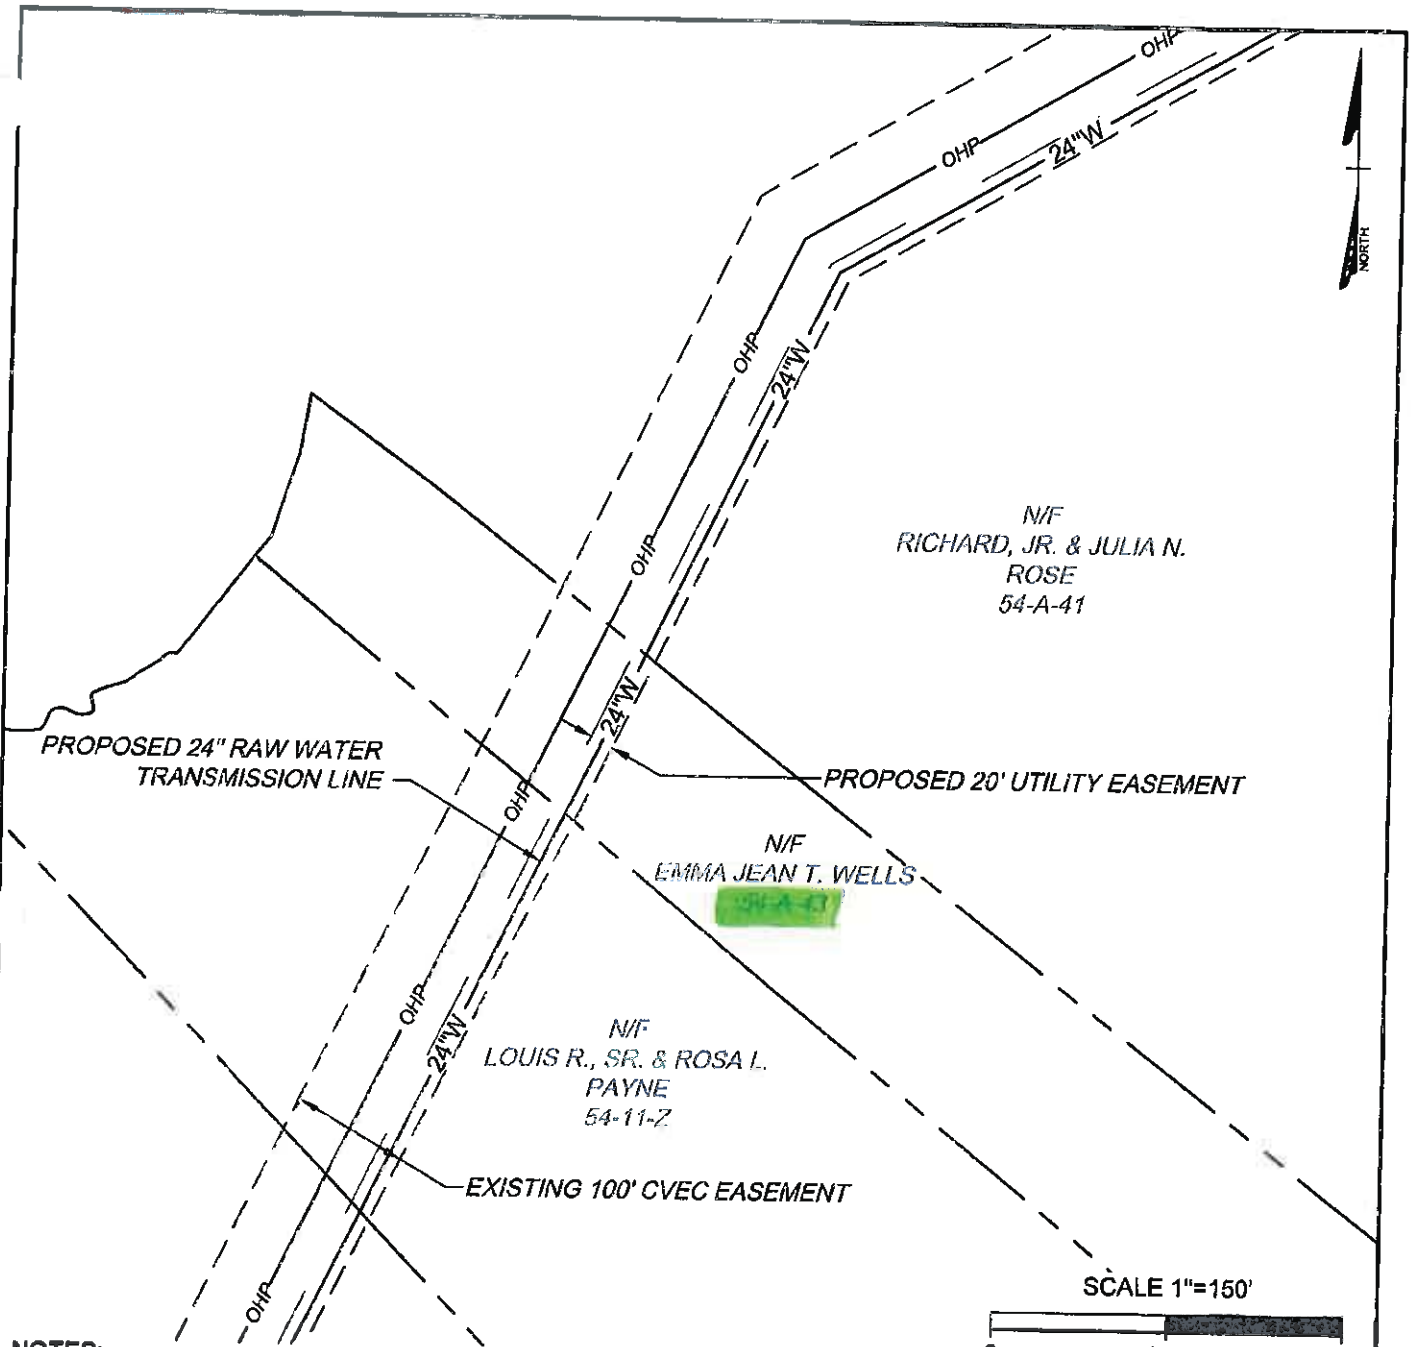 OHP
OHP
24"W
NORTH
OHP
24"W
N/F
RICHARD, JR. & JULIA N.
ROSE
54-A-41
OHP
24"W
PROPOSED 24" RAW WATER
TRANSMISSION LINE
PROPOSED 20' UTILITY EASEMENT
OHP
N/F
EMMA JEAN T. WELLS
OHP
24"W
N/F
LOUIS R., SR. & ROSA L.
PAYNE
54-11-Z
EXISTING 100' CVEC EASEMENT
OHP
SCALE 1"=150'
NOTES: